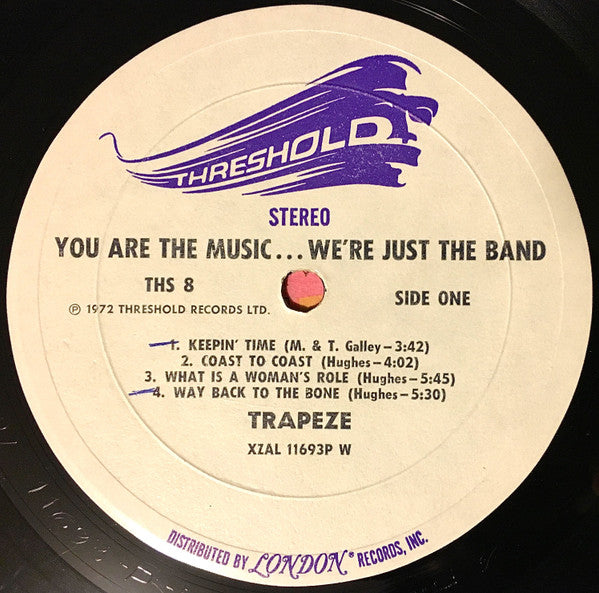 THRESHOLD
STEREO
YOU ARE THE MUSIC...WE'RE JUST THE BAND
THS 8
SIDE ONE
℗ 1972 THRESHOLD RECORDS LTD.
1. KEEPIN' TIME (M. & T. Galley–3:42)
2. COAST TO COAST (Hughes–4:02)
3. WHAT IS A WOMAN'S ROLE (Hughes–5:45)
4. WAY BACK TO THE BONE (Hughes–5:30)
TRAPEZE
XZAL 11693P W
DISTRIBUTED BY LONDON® RECORDS, INC.